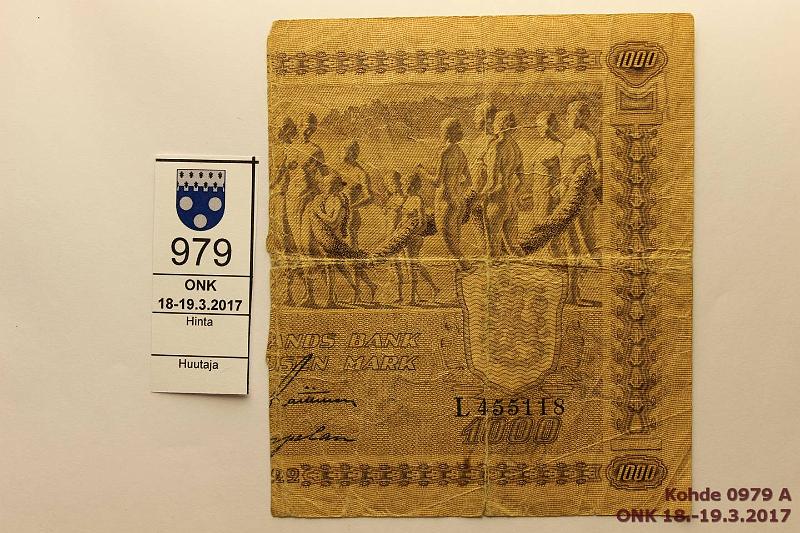 979
ONK
18-19.3.2017
Hinta
Huutaja
1000
ANDS BANK
USEN MARK
L 455118
1000
1000
Kohde 0979 A
ONK 18.-19.3.2017